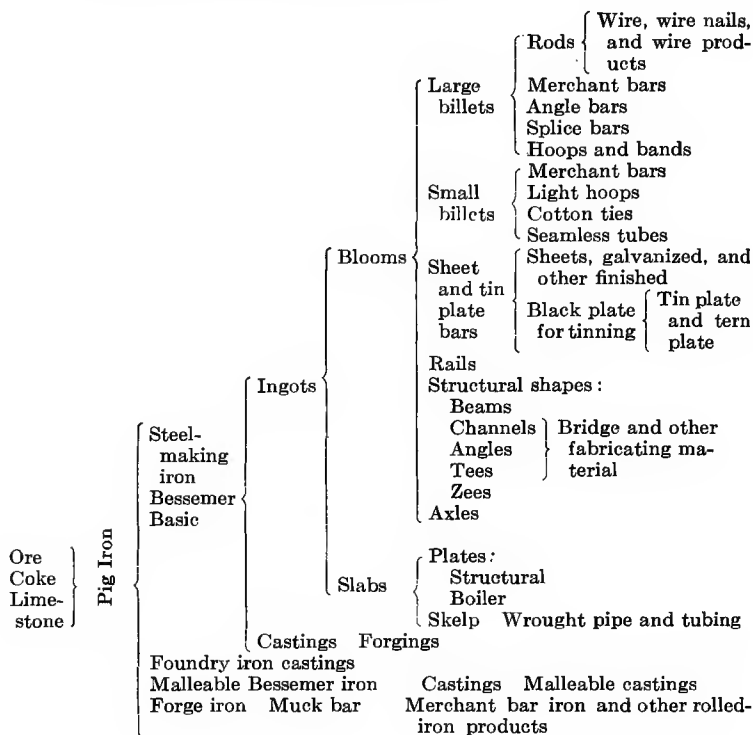 Wire, wire nails,
Rods and wire prod-
ucts
Large Merchant bars
billets Angle bars
Splice bars
Hoops and bands
Merchant bars
Small Light hoops
billets Cotton ties
Seamless tubes
Blooms Sheets, galvanized, and
Sheet other finished
and tin
plate Black plate Tin plate
bars for tinning and tern
plate
Rails
Ingots Structural shapes:
Beams
Channels Bridge and other
Angles fabricating ma-
Tees terial
Zees
Axles
Steel-
making
iron
Bessemer
Basic
Ore
Coke
Lime-
stone
Pig Iron
Plates:
Slabs Structural
Boiler
Skelp Wrought pipe and tubing
Castings Forgings
Foundry iron castings
Malleable Bessemer iron Castings Malleable castings
Forge iron Muck bar Merchant bar iron and other rolled-
iron products